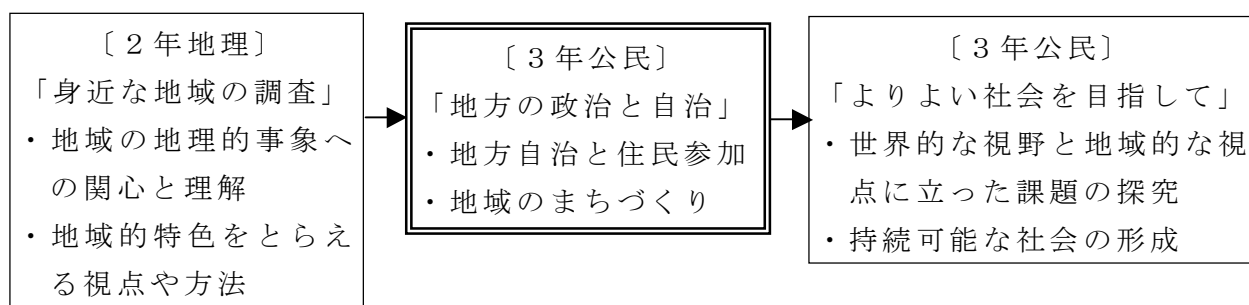 〔２年地理〕
「身近な地域の調査」
・地域の地理的事象へ
の関心と理解
・地域的特色をとらえ
る視点や方法
〔３年公民〕
「地方の政治と自治」
・地方自治と住民参加
・地域のまちづくり
〔３年公民〕
「よりよい社会を目指して」
・世界的な視野と地域的な視
点に立った課題の探究
・持続可能な社会の形成